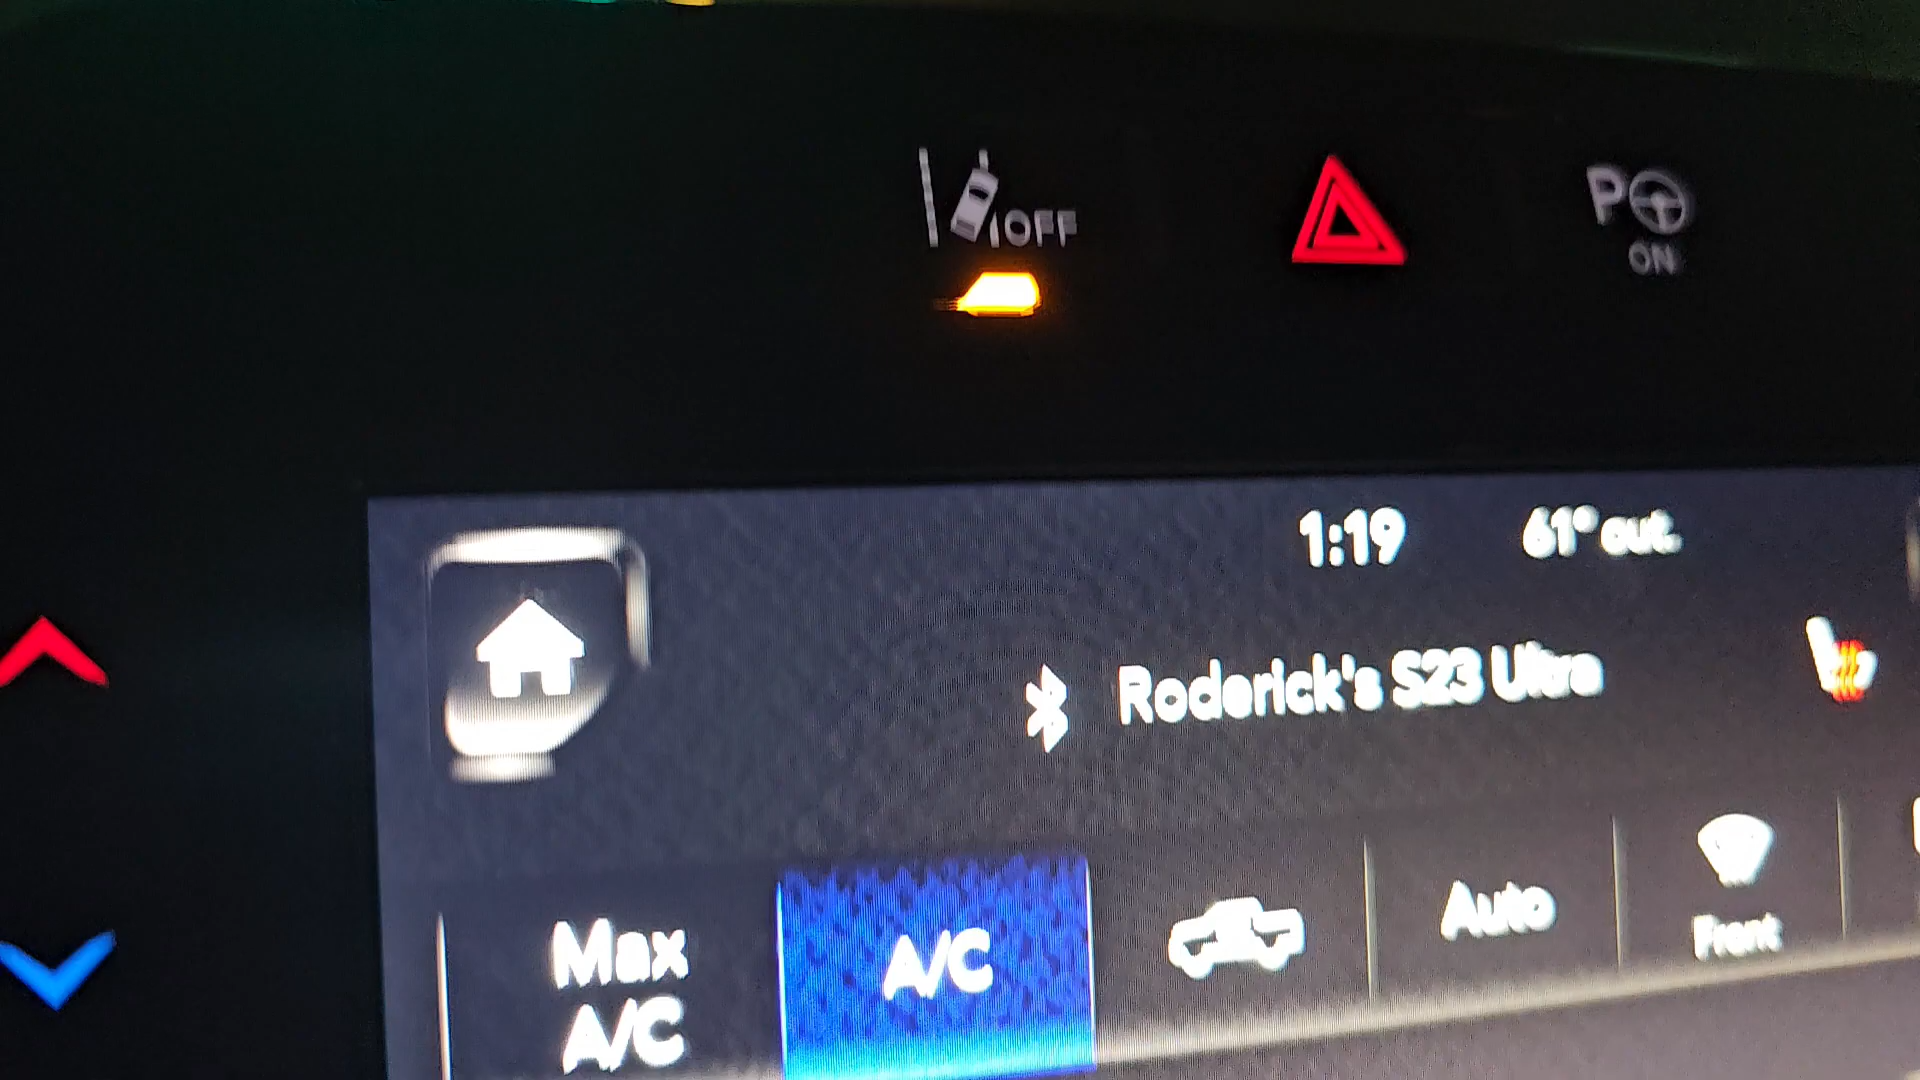 OFF
P
ON
1:19 61° out.
Roderick's S23 Ultra
Max
A/C
A/C
Auto
Front